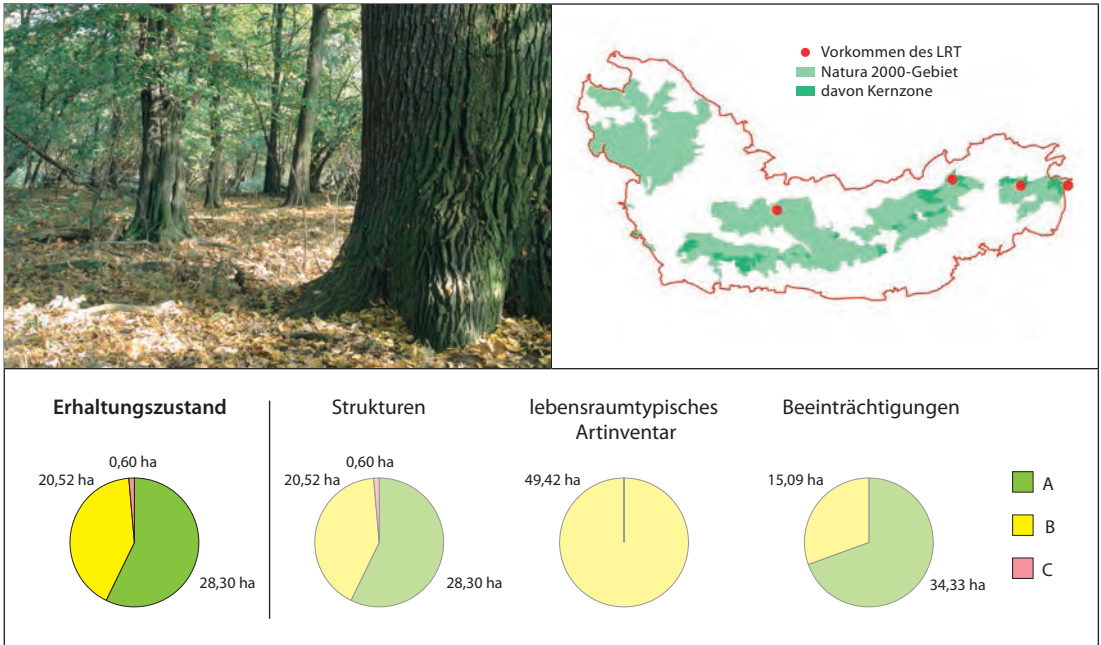 Vorkommen des LRT
Natura 2000-Gebiet
davon Kernzone
Erhaltungszustand
0,60 ha
20,52 ha
28,30 ha
Strukturen
0,60 ha
20,52 ha
28,30 ha
lebensraumtypisches
Artinventar
49,42 ha
Beeinträchtigungen
15,09 ha
34,33 ha
A
B
C